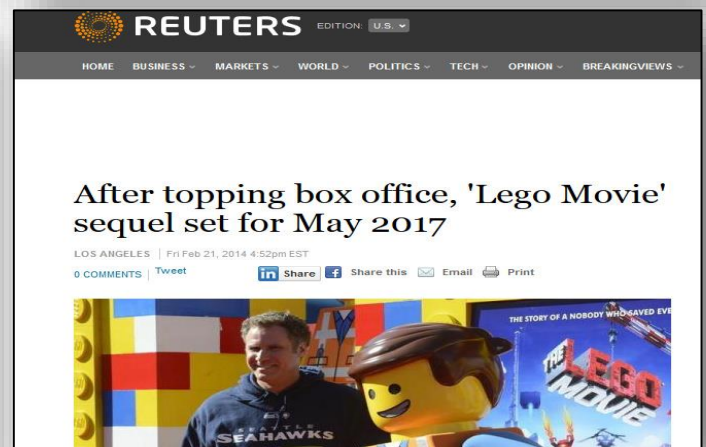 REUTERS EDITION: U.S.
HOME BUSINESS MARKETS WORLD POLITICS TECH OPINION BREAKINGVIEWS
After topping box office, 'Lego Movie'
sequel set for May 2017
LOS ANGELES | Fri Feb 21, 2014 4:52pm EST
0 COMMENTS | Tweet in Share f Share this Email Print
THE STORY OF A NOBODY WHO SAVED EVE
THE
LEGO
MOVIE
SEATTLE
SEAHAWKS